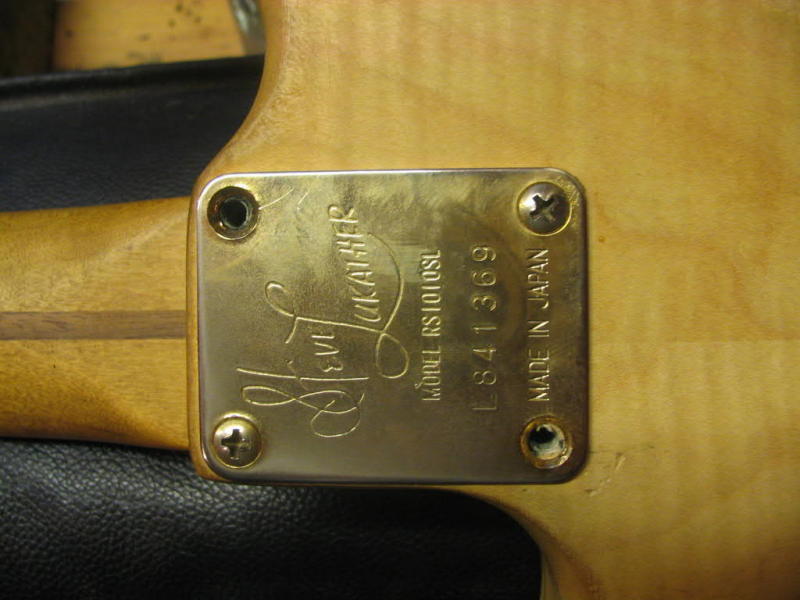 Steve Lukather
MODEL RS1010SL
L841369
MADE IN JAPAN